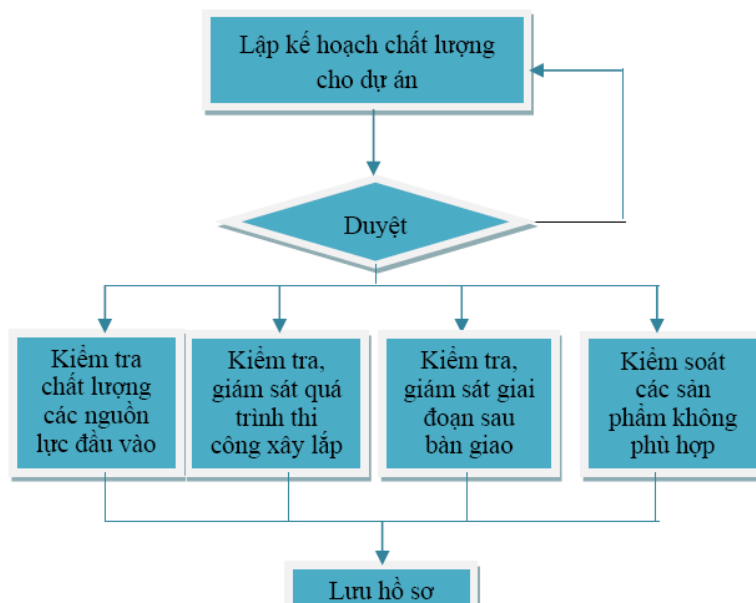 Lập kế hoạch chất lượng
cho dự án
Duyệt
Kiểm tra
chất lượng
các nguồn
lực đầu vào
Kiểm tra,
giám sát quá
trình thi
công xây lắp
Kiểm tra,
giám sát giai
đoạn sau
bàn giao
Kiểm soát
các sản
phẩm không
phù hợp
Lưu hồ sơ